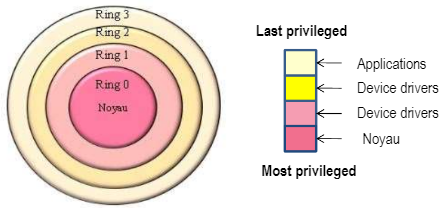 Ring 3
Ring 2
Ring 1
Ring 0
Noyau
Last privileged
Applications
Device drivers
Device drivers
Noyau
Most privileged